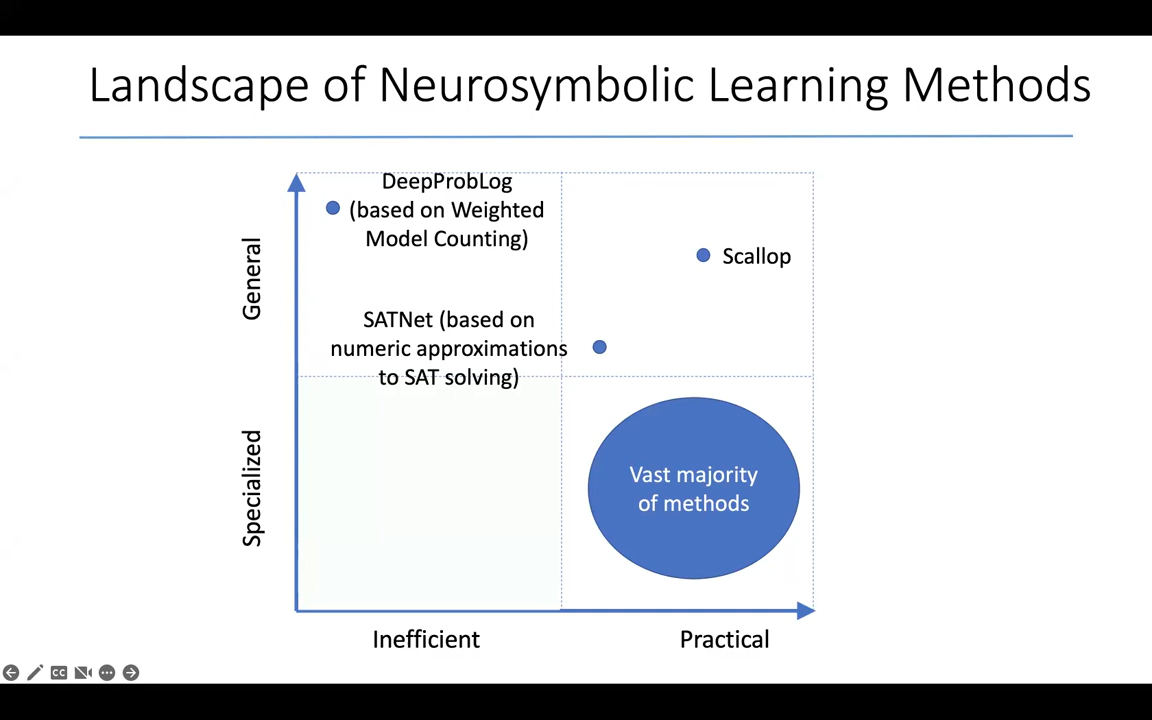 Landscape of Neurosymbolic Learning Methods
DeepProbLog
(based on Weighted
Model Counting)
General
Scallop
SATNet (based on
numeric approximations
to SAT solving)
Specialized
Vast majority
of methods
Inefficient
Practical
CC